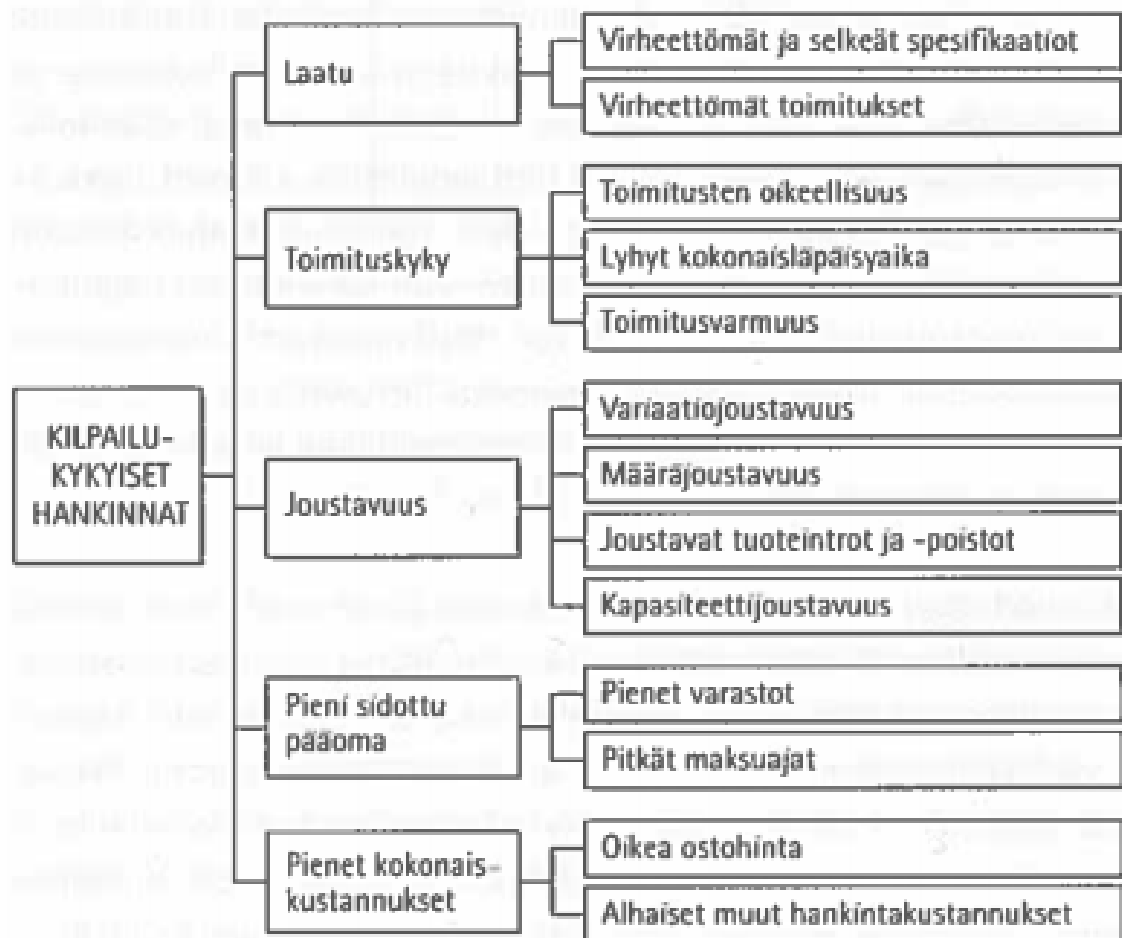 KILPAILU-
KYKYISET
HANKINNAT
Laatu
Virheettömät ja selkeät spesifikaatiot
Virheettömät toimitukset
Toimituskyky
Toimitusten oikeellisuus
Lyhyt kokonaisläpäisyaika
Toimitusvarmuus
Joustavuus
Variaatiojoustavuus
Määräjoustavuus
Joustavat tuoteintrot ja -poistot
Kapasiteettijoustavuus
Pieni sidottu
pääoma
Pienet varastot
Pitkät maksuajat
Pienet kokonais-
kustannukset
Oikea ostohinta
Alhaiset muut hankintakustannukset